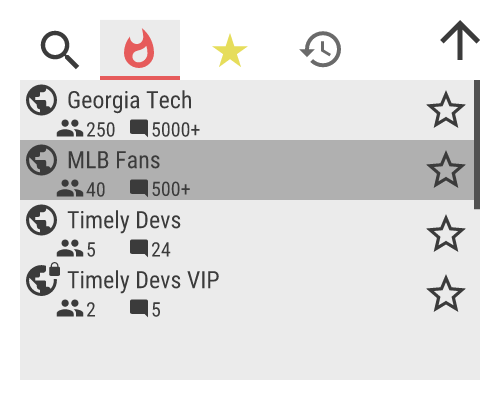 Georgia Tech
250 5000+
MLB Fans
40 500+
Timely Devs
5 24
Timely Devs VIP
2 5